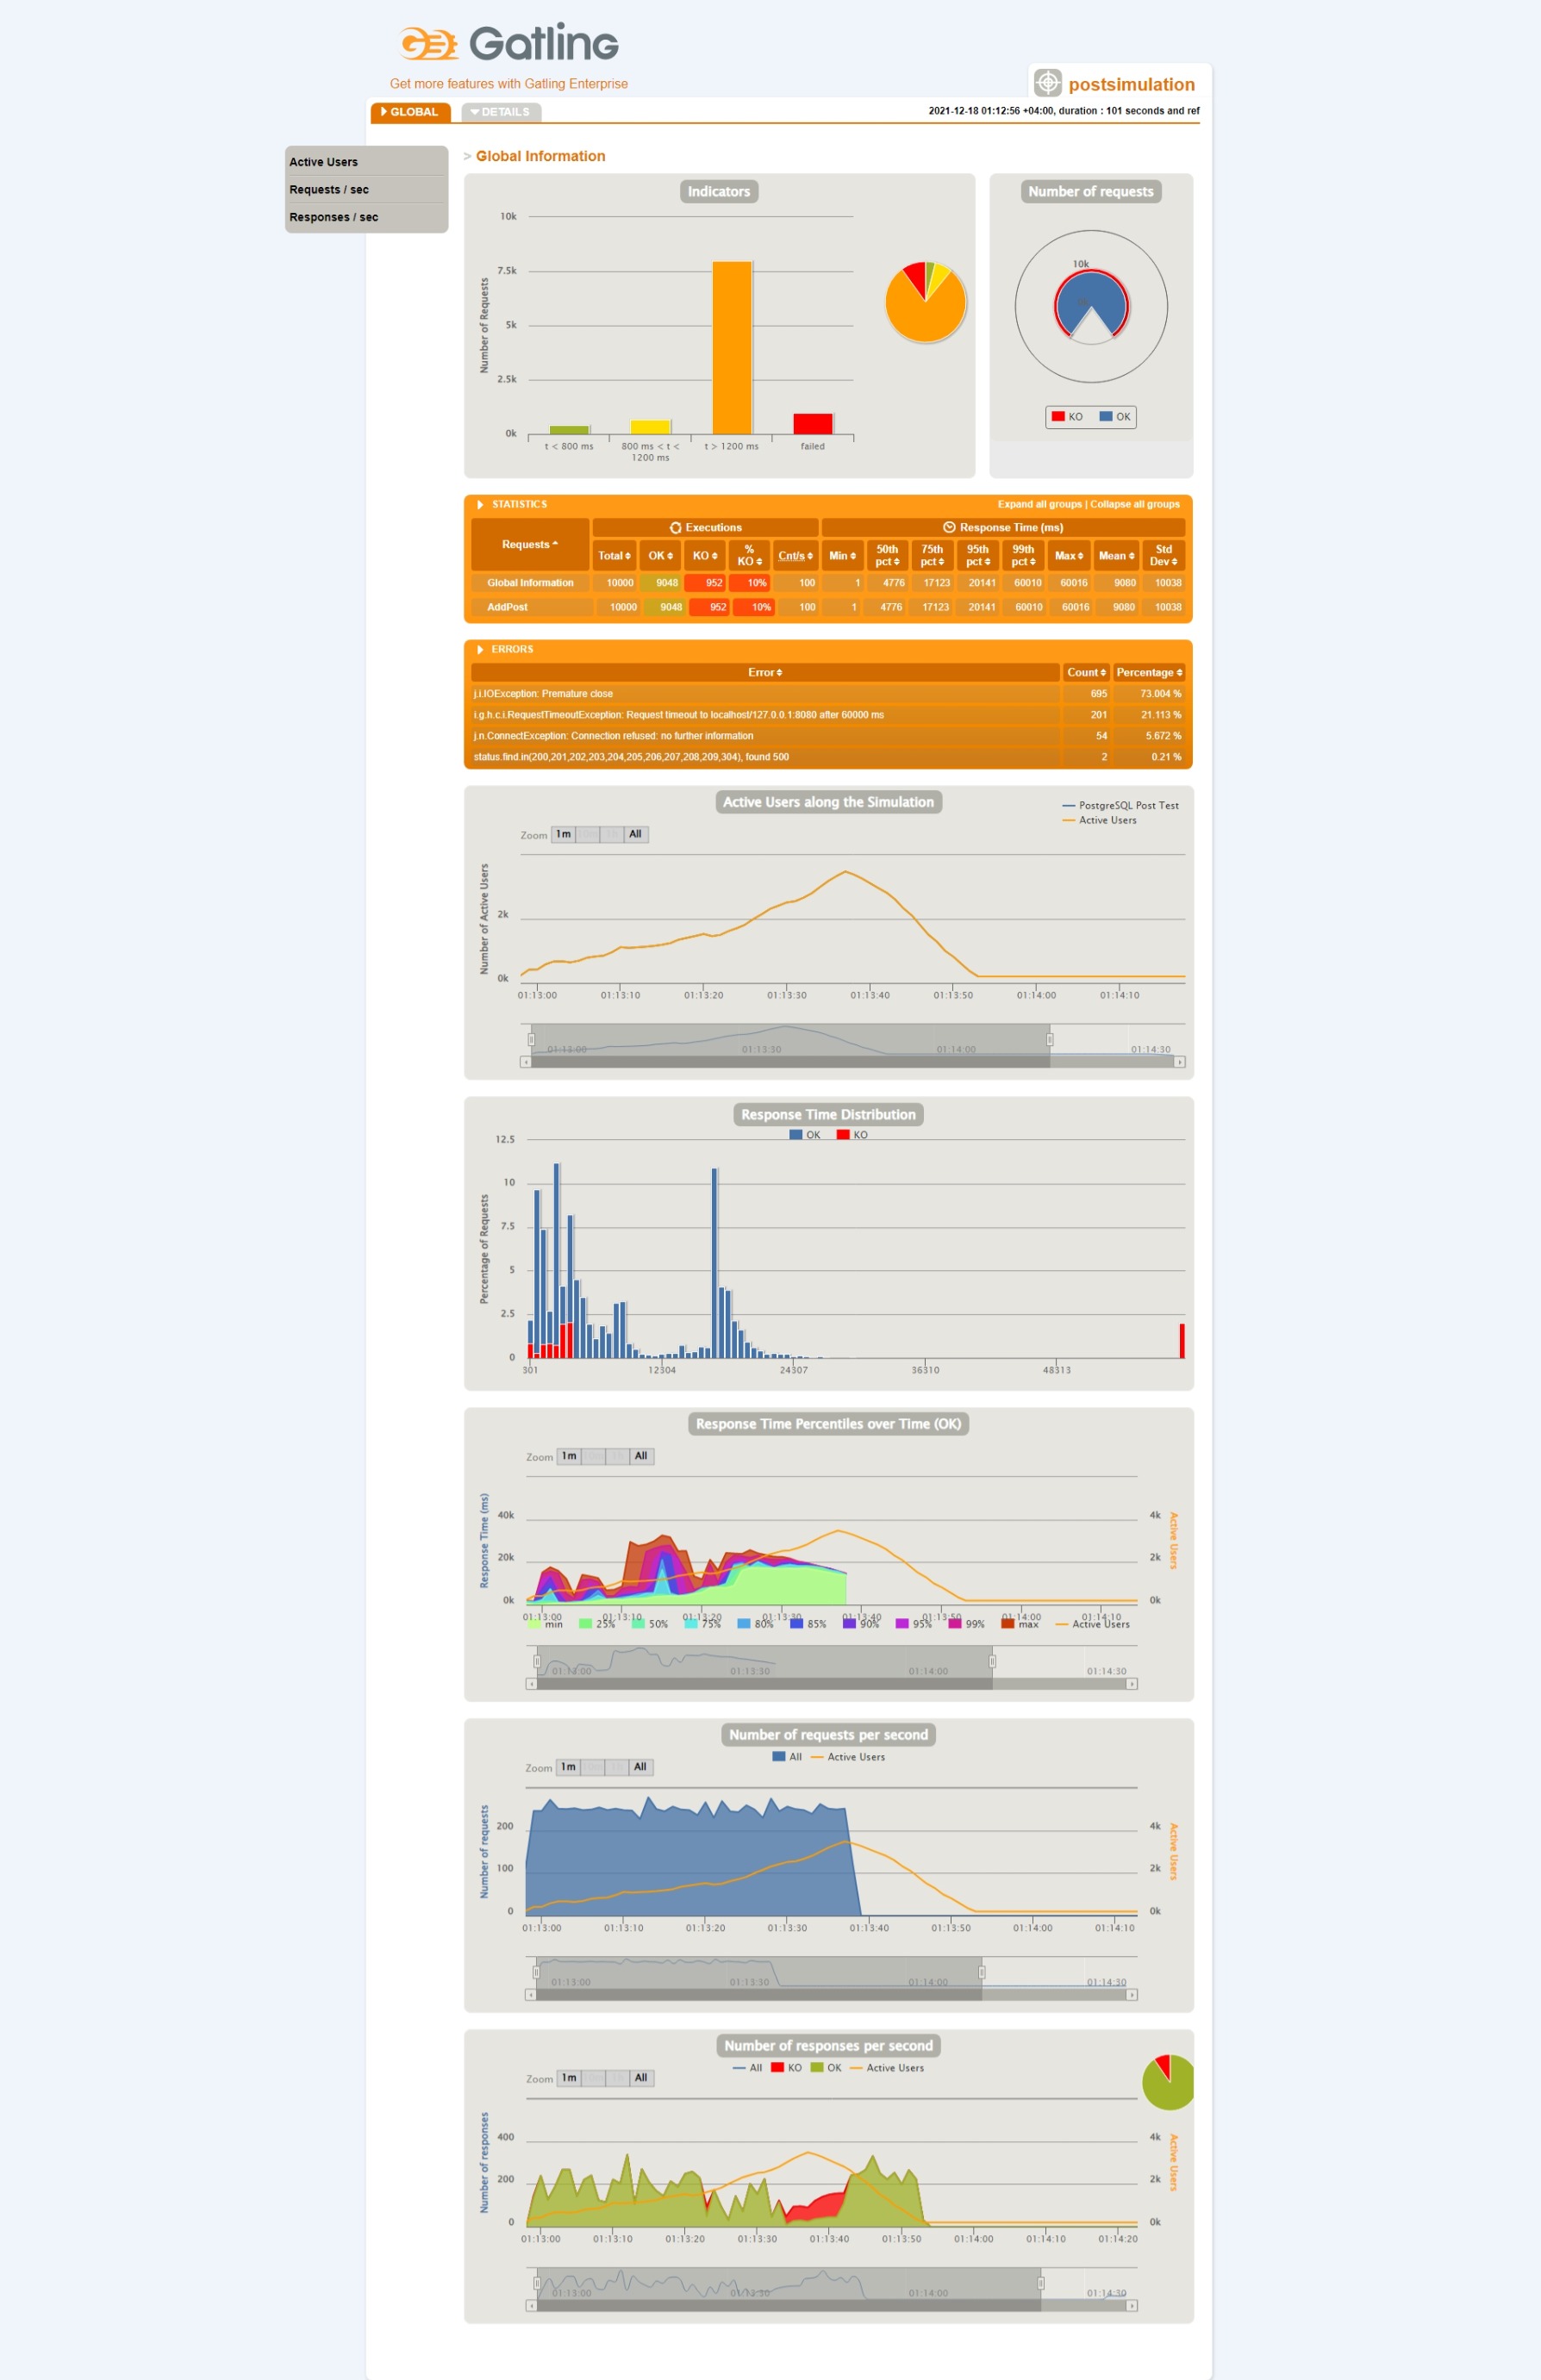 Gatling
Get more features with Gatling Enterprise
postsimulation
GLOBAL
DETAILS
2021-12-18 01:12:56 +04:00, duration : 101 seconds and ref
Active Users
Requests / sec
Responses / sec
> Global Information
Indicators
Number of Requests
10k
7.5k
5k
2.5k
0k
t < 800 ms
800 ms < t < 1200 ms
t > 1200 ms
failed
Number of requests
10k
KO OK
STATISTICS
Expand all groups | Collapse all groups
Requests Executions Response Time (ms)
Total OK KO % KO Cnt/s Min 50th pct 75th pct 95th pct 99th pct Max Mean Std Dev
Global Information 10000 9048 952 10% 100 1 4776 17123 20141 60010 60016 9080 10038
AddPost 10000 9048 952 10% 100 1 4776 17123 20141 60010 60016 9080 10038
ERRORS
Error Count Percentage
j.i.IOException: Premature close 695 73.004 %
i.g.h.c.i.RequestTimeoutException: Request timeout to localhost/127.0.0.1:8080 after 60000 ms 201 21.113 %
j.n.ConnectException: Connection refused: no further information 54 5.672 %
status.find.in(200,201,202,203,204,205,206,207,208,209,304), found 500 2 0.21 %
Active Users along the Simulation
PostgreSQL Post Test
Active Users
Zoom 1m All
Number of Active Users
2k
0k
01:13:00 01:13:10 01:13:20 01:13:30 01:13:40 01:13:50 01:14:00 01:14:10
01:13:00 01:13:30 01:14:00 01:14:30
Response Time Distribution
OK KO
Percentage of Requests
12.5
10
7.5
5
2.5
0
301 12304 24307 36310 48313
Response Time Percentiles over Time (OK)
Zoom 1m All
Response Time (ms)
Active Users
40k 4k
20k 2k
0k 0k
01:13:00 01:13:10 01:13:20 01:13:30 01:13:40 01:13:50 01:14:00 01:14:10
min 25% 50% 75% 80% 85% 90% 95% 99% max Active Users
01:13:00 01:13:30 01:14:00 01:14:30
Number of requests per second
All Active Users
Zoom 1m All
Number of requests
Active Users
200 4k
100 2k
0 0k
01:13:00 01:13:10 01:13:20 01:13:30 01:13:40 01:13:50 01:14:00 01:14:10
01:13:00 01:13:30 01:14:00 01:14:30
Number of responses per second
All KO OK Active Users
Zoom 1m All
Number of responses
Active Users
400 4k
200 2k
0 0k
01:13:00 01:13:10 01:13:20 01:13:30 01:13:40 01:13:50 01:14:00 01:14:10 01:14:20
01:13:00 01:13:30 01:14:00 01:14:30